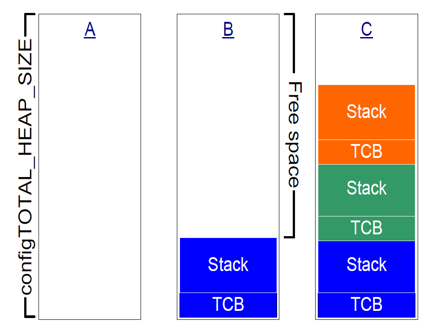 configTOTAL_HEAP_SIZE
A
B
Free space
C
Stack
TCB
Stack
TCB
Stack
TCB
Stack
TCB